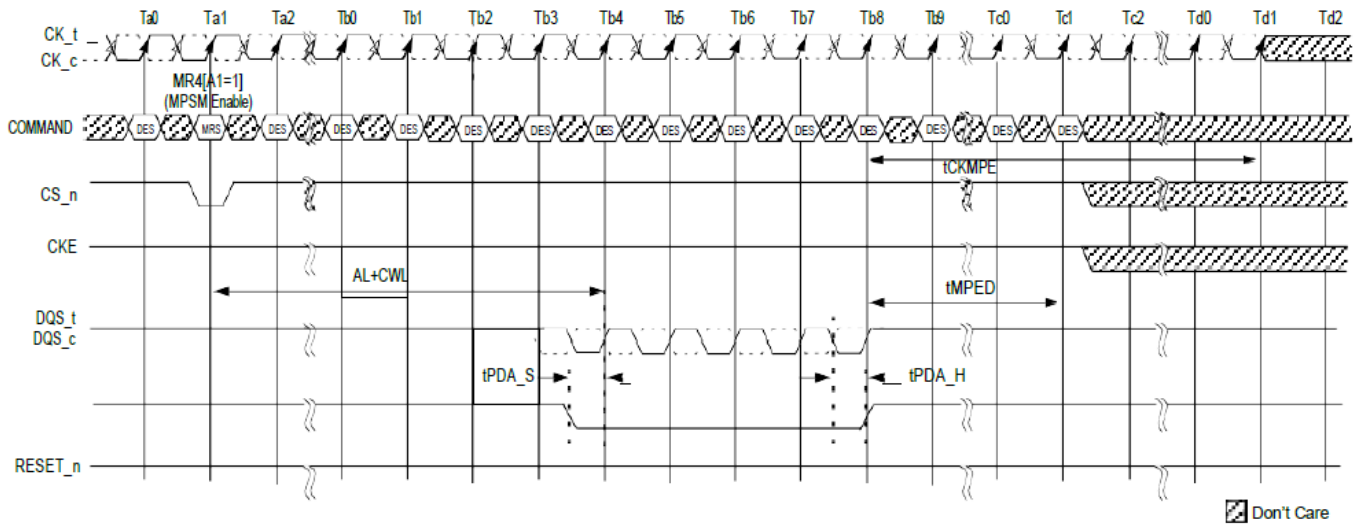 Ta0 Ta1 Ta2 Tb0 Tb1 Tb2 Tb3 Tb4 Tb5 Tb6 Tb7 Tb8 Tb9 Tc0 Tc1 Tc2 Td0 Td1 Td2
CK_t
CK_c
MR4[A1=1]
(MPSM Enable)
COMMAND DES MRS DES DES DES DES DES DES DES DES DES DES DES DES DES
tCKMPE
CS_n
CKE
AL+CWL
tMPED
DQS_t
DQS_c
tPDA_S tPDA_H
RESET_n
Don't Care